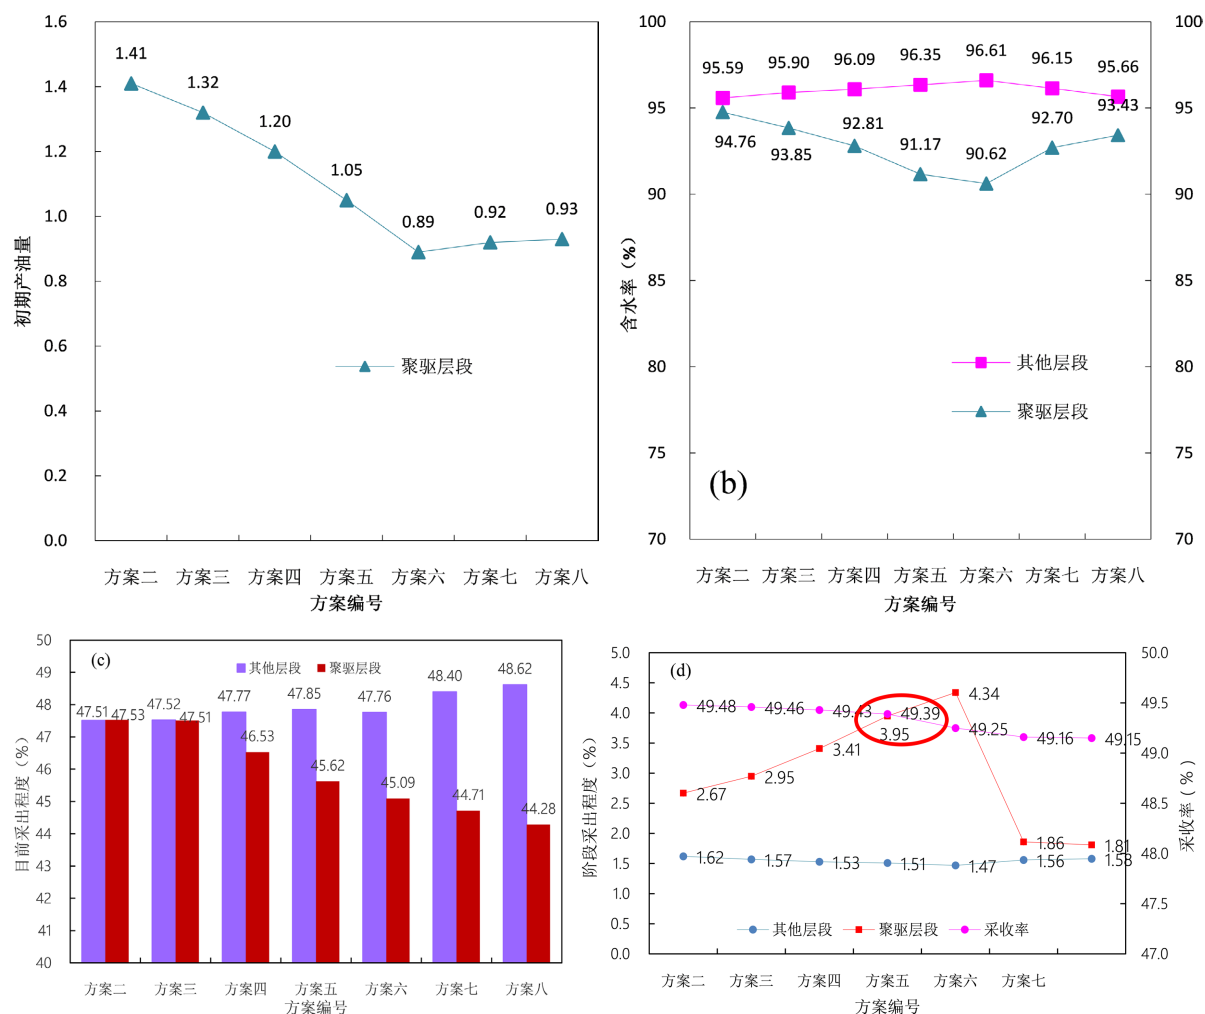 1.6
1.4
1.2
1.0
0.8
0.6
0.4
0.2
0.0
初期产油量
1.41
1.32
1.20
1.05
0.89
0.92
0.93
聚驱层段
方案二 方案三 方案四 方案五 方案六 方案七 方案八
方案编号
100
95
90
85
80
75
70
含水率（%）
95.59 95.90 96.09 96.35 96.61 96.15 95.66
94.76 93.85 92.81 91.17 90.62 92.70 93.43
其他层段
聚驱层段
(b)
100
95
90
85
80
75
70
方案二 方案三 方案四 方案五 方案六 方案七 方案八
方案编号
50
49
48
47
46
45
44
43
42
41
40
目前采出程度（%）
(c)
其他层段 聚驱层段
47.51 47.52 47.77 47.85 47.76 48.40 48.62
47.53 47.51 46.53 45.62 45.09 44.71 44.28
方案二 方案三 方案四 方案五 方案六 方案七 方案八
方案编号
5.0
4.5
4.0
3.5
3.0
2.5
2.0
1.5
1.0
0.5
0.0
阶段采出程度（%）
(d)
49.48 49.46 49.43 49.39 49.25 49.16 49.15
2.67 2.95 3.41 3.95 4.34 1.86 1.81
1.62 1.57 1.53 1.51 1.47 1.56 1.58
其他层段 聚驱层段 采收率
50.0
49.5
49.0
48.5
48.0
47.5
47.0
采收率（%）
方案二 方案三 方案四 方案五 方案六 方案七
方案编号